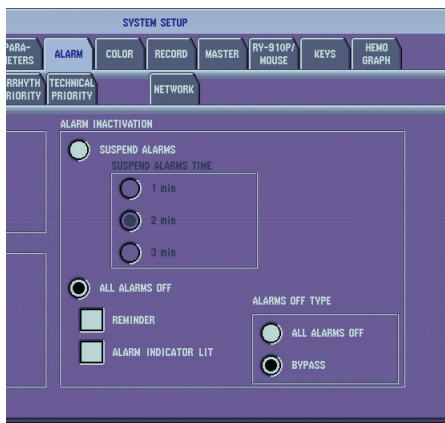 SYSTEM SETUP
PARA-
METERS
ALARM
COLOR
RECORD
MASTER
RY-910P/
MOUSE
KEYS
HEMO
GRAPH
RRHYTH
RIORITY
TECHNICAL
PRIORITY
NETWORK
ALARM INACTIVATION
SUSPEND ALARMS
SUSPEND ALARMS TIME
1 min
2 min
3 min
ALL ALARMS OFF
REMINDER
ALARM INDICATOR LIT
ALARMS OFF TYPE
ALL ALARMS OFF
BYPASS